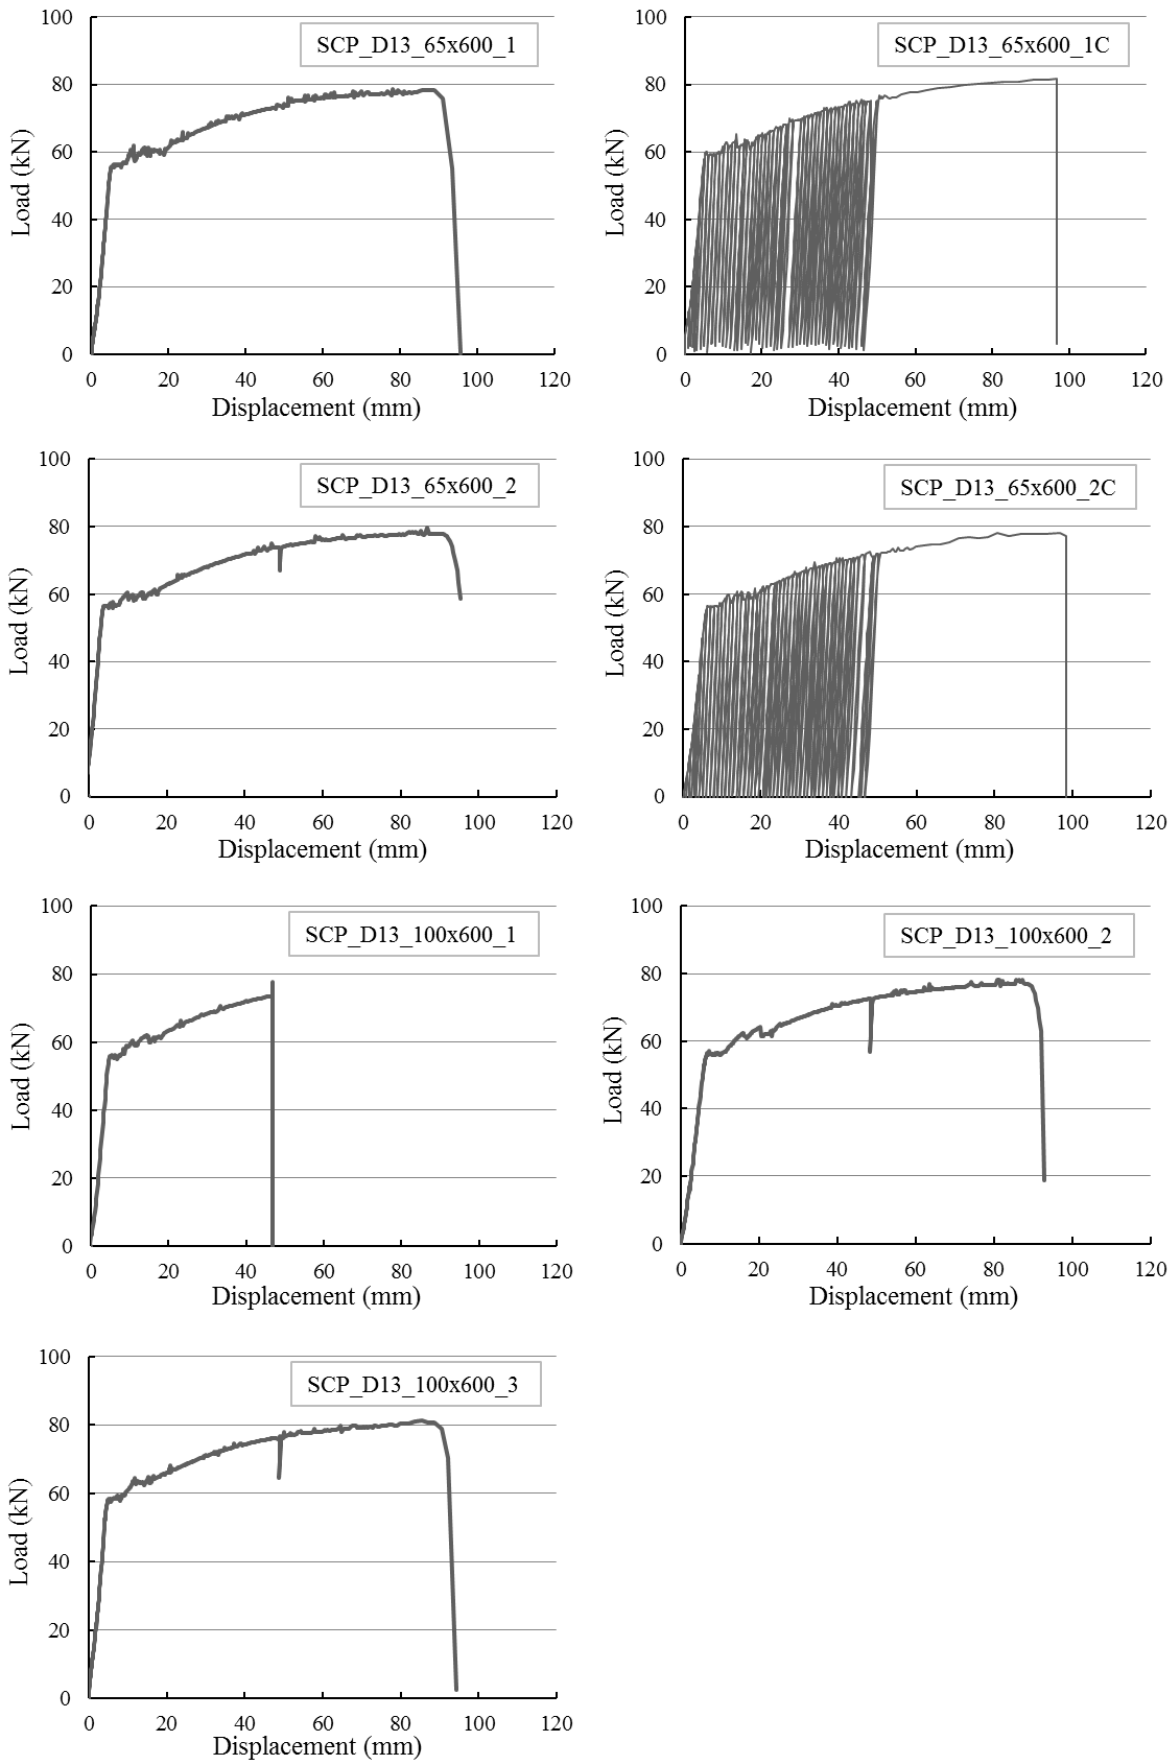 SCP_D13_65x600_1
Load (kN)
100
80
60
40
20
0
0 20 40 60 80 100 120
Displacement (mm)
SCP_D13_65x600_1C
Load (kN)
100
80
60
40
20
0
0 20 40 60 80 100 120
Displacement (mm)
SCP_D13_65x600_2
Load (kN)
100
80
60
40
20
0
0 20 40 60 80 100 120
Displacement (mm)
SCP_D13_65x600_2C
Load (kN)
100
80
60
40
20
0
0 20 40 60 80 100 120
Displacement (mm)
SCP_D13_100x600_1
Load (kN)
100
80
60
40
20
0
0 20 40 60 80 100 120
Displacement (mm)
SCP_D13_100x600_2
Load (kN)
100
80
60
40
20
0
0 20 40 60 80 100 120
Displacement (mm)
SCP_D13_100x600_3
Load (kN)
100
80
60
40
20
0
0 20 40 60 80 100 120
Displacement (mm)